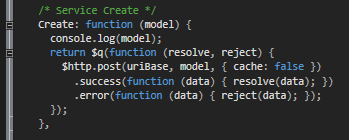 /* Service Create */
Create: function (model) {
console.log(model);
return $q(function (resolve, reject) {
$http.post(uriBase, model, { cache: false })
.success(function (data) { resolve(data); })
.error(function (data) { reject(data); });
});
},